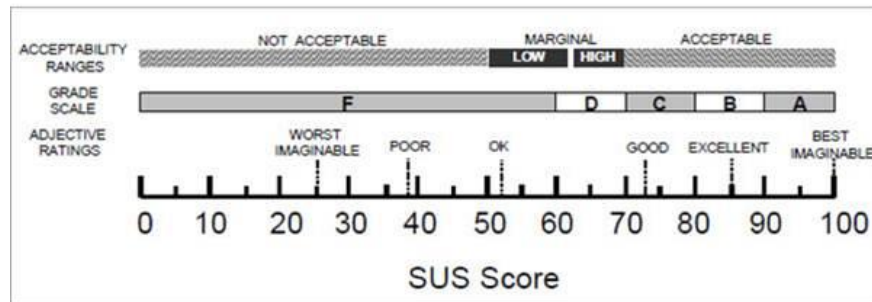 NOT ACCEPTABLE MARGINAL ACCEPTABLE
ACCEPTABILITY
RANGES
LOW HIGH
GRADE
SCALE
F D C B A
ADJECTIVE
RATINGS
WORST
IMAGINABLE
POOR
OK
GOOD
EXCELLENT
BEST
IMAGINABLE
0 10 20 30 40 50 60 70 80 90 100
SUS Score